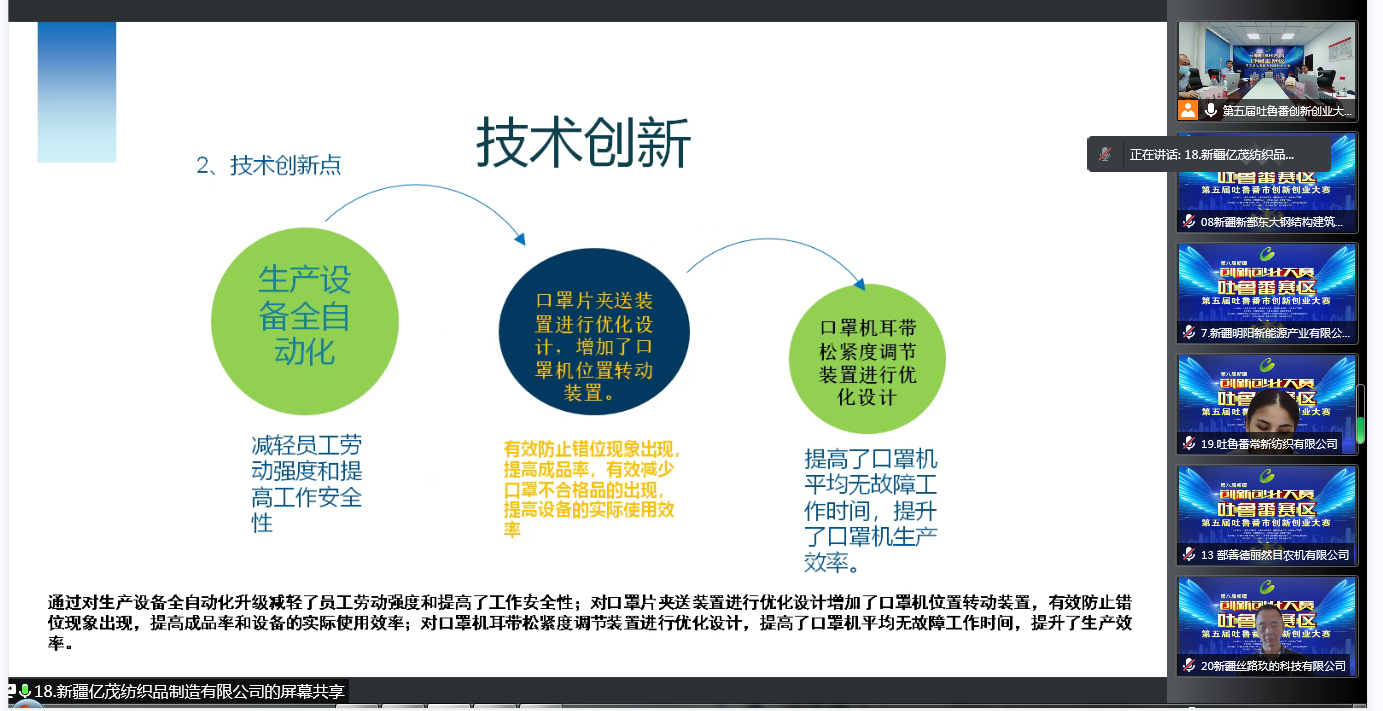 技术创新
2、技术创新点
生产设
备全自
动化
口罩片夹送装
置进行优化设
计，增加了口
罩机位置转动
装置。
口罩机耳带
松紧度调节
装置进行优
化设计
减轻员工劳
动强度和提
高工作安全
性
有效防止错位现象出现，
提高成品率，有效减少
口罩不合格品的出现，
提高设备的实际使用效
率
提高了口罩机
平均无故障工
作时间，提升
了口罩机生产
效率。
通过对生产设备全自动化升级减轻了员工劳动强度和提高了工作安全性；对口罩片夹送装置进行优化设计增加了口罩机位置转动装置，有效防止错
位现象出现，提高成品率和设备的实际使用效率；对口罩机耳带松紧度调节装置进行优化设计，提高了口罩机平均无故障工作时间，提升了生产效
率。
18.新疆亿茂纺织品制造有限公司的屏幕共享
第五届吐鲁番创新创业大...
正在讲话: 18.新疆亿茂纺织品...
吐鲁番赛区
第五届吐鲁番市创新创业大赛
08新疆新部东大钢结构建筑...
创新创业大赛
吐鲁番赛区
第五届吐鲁番市创新创业大赛
7.新疆明阳新能源产业有限公...
创新创业大赛
19.吐鲁番常新纺织有限公司
创新创业大赛
吐鲁番赛区
第五届吐鲁番市创新创业大赛
13 鄯善德丽然目农机有限公司
创新创业大赛
20新疆丝路玖的科技有限公司